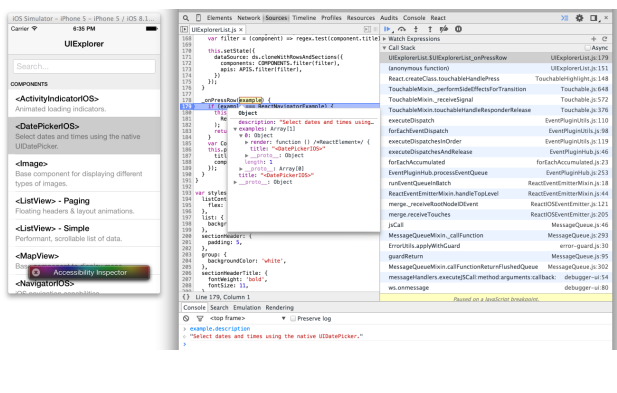 iOS Simulator – iPhone 5 – iPhone 5 / iOS 8.1...
Carrier
6:35 PM
UIExplorer
Search...
COMPONENTS
<ActivityIndicatorIOS>
Animated loading indicators.
<DatePickerIOS>
Select dates and times using the native
UIDatePicker.
<Image>
Base component for displaying different
types of images.
<ListView> - Paging
Floating headers & layout animations.
<ListView> - Simple
Performant, scrollable list of data.
<MapView>
Accessibility Inspector
<NavigatorIOS>
Elements Network Sources Timeline Profiles Resources Audits Console React
UIExplorerList.js ×
168 var filter = (component) => regex.test(component.title
169
170 this.setState({
171 dataSource: ds.cloneWithRowsAndSections({
172 components: COMPONENTS.filter(filter),
173 apis: APIS.filter(filter),
174 })
175 });
176 }
177
178 _onPressRow(example) {
179 if (example === ReactNavigatorExample) {
180 this
181 Re
182 );
183 retu
184 }
185 var Co
186 this.p
187 titl
188 comp
189 });
190 }
191 }
192
193 var styles
194 listCont
195 flex:
196 },
197 list: {
198 backgr
199 },
200 sectionHeader: {
201 padding: 5,
202 },
203 group: {
204 backgroundColor: 'white',
205 },
206 sectionHeaderTitle: {
207 fontWeight: 'bold',
208 fontSize: 11,
Object
description: "Select dates and times using...
▼ examples: Array[1]
▼ 0: Object
▶ render: function () /*ReactElement*/ {
title: "<DatePickerIOS>"
▶ __proto__: Object
length: 1
▶ __proto__: Array[0]
title: "<DatePickerIOS>"
▶ __proto__: Object
{} Line 179, Column 1
▶ Watch Expressions + C
▼ Call Stack Async
UIExplorerList.$UIExplorerList_onPressRow UIExplorerList.js:179
(anonymous function) UIExplorerList.js:151
React.createClass.touchableHandlePress TouchableHighlight.js:148
TouchableMixin._performSideEffectsForTransition Touchable.js:648
TouchableMixin._receiveSignal Touchable.js:572
TouchableMixin.touchableHandleResponderRelease Touchable.js:376
executeDispatch EventPluginUtils.js:110
forEachEventDispatch EventPluginUtils.js:98
executeDispatchesInOrder EventPluginUtils.js:119
executeDispatchesAndRelease EventPluginHub.js:46
forEachAccumulated forEachAccumulated.js:23
EventPluginHub.processEventQueue EventPluginHub.js:253
runEventQueueInBatch ReactEventEmitterMixin.js:18
ReactEventEmitterMixin.handleTopLevel ReactEventEmitterMixin.js:44
merge._receiveRootNodeIDEvent ReactIOSEventEmitter.js:121
merge.receiveTouches ReactIOSEventEmitter.js:205
jsCall MessageQueue.js:46
MessageQueueMixin._callFunction MessageQueue.js:293
ErrorUtils.applyWithGuard error-guard.js:30
guardReturn MessageQueue.js:95
MessageQueueMixin.callFunctionReturnFlushedQueue MessageQueue.js:302
messageHandlers.executeJSCall:method:arguments:callback: debugger-ui:54
ws.onmessage debugger-ui:80
Paused on a JavaScript breakpoint.
Console Search Emulation Rendering
<top frame> ▼ Preserve log
> example.description
< "Select dates and times using the native UIDatePicker."
>